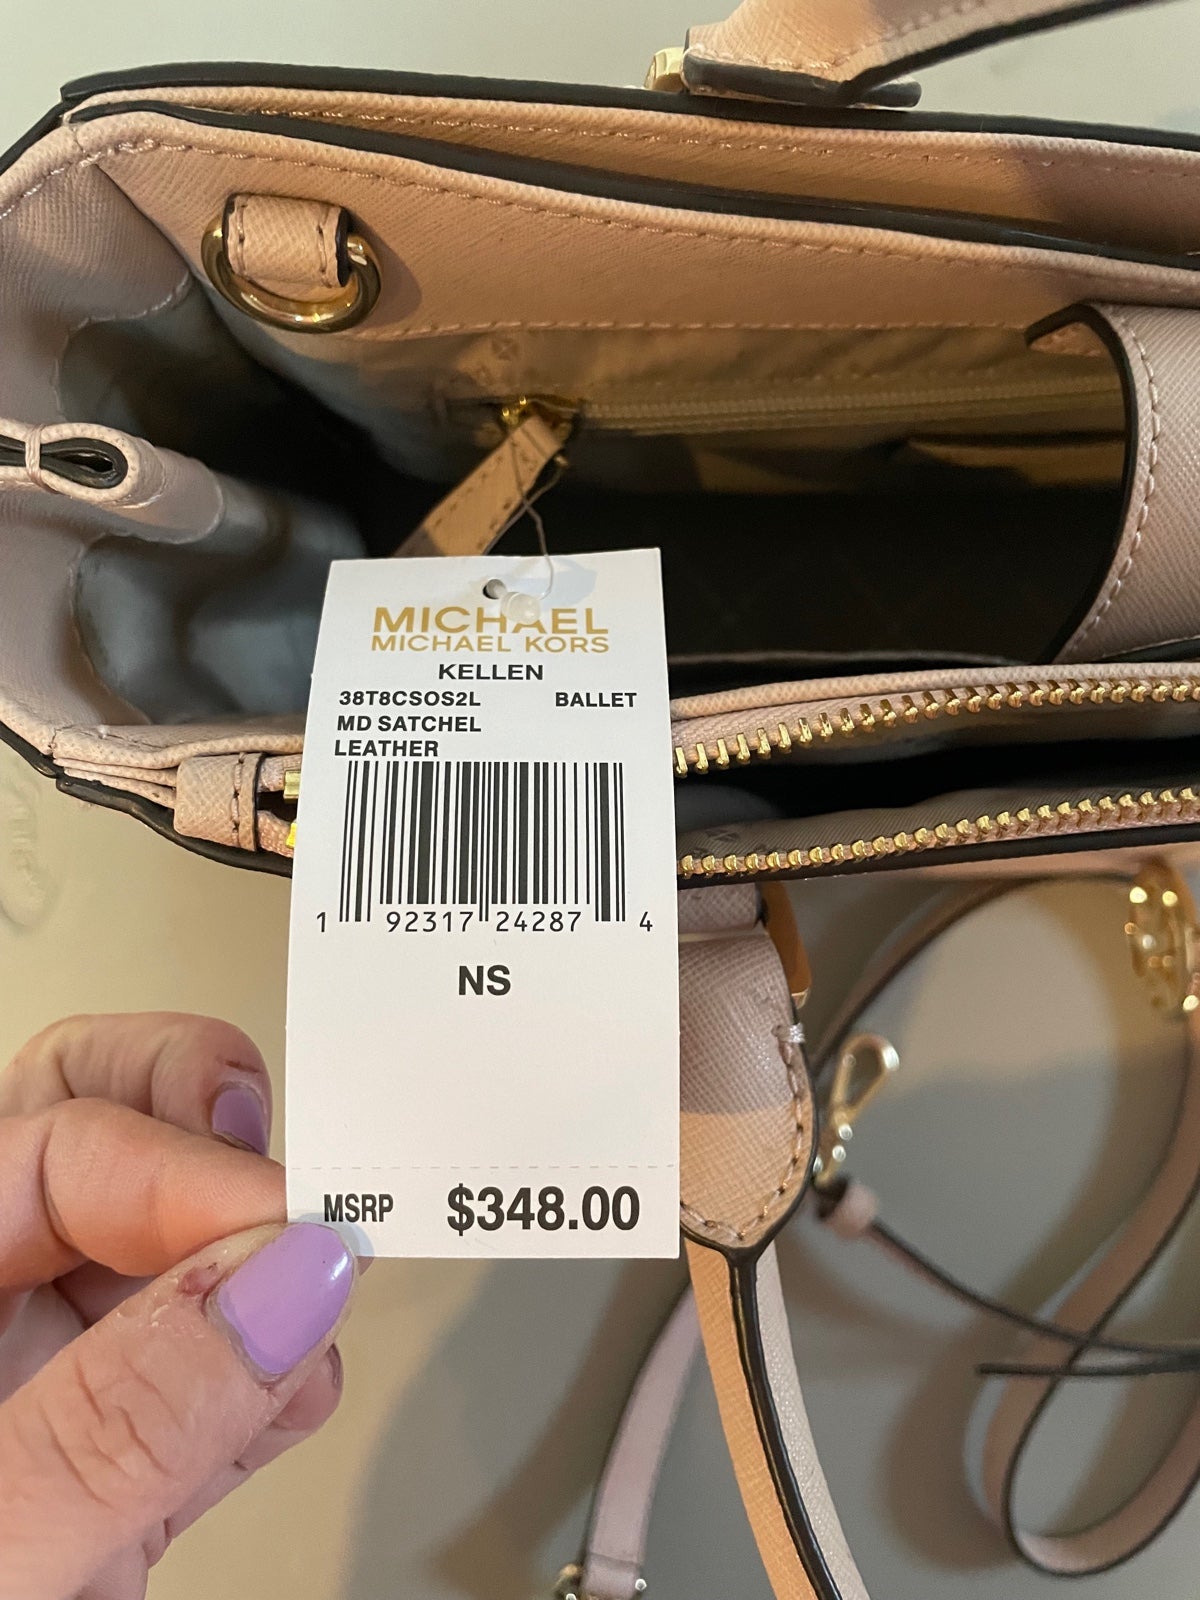 MICHAEL
MICHAEL KORS
KELLEN
38T8CSOS2L BALLET
MD SATCHEL
LEATHER
1 92317 24287 4
NS
MSRP $348.00